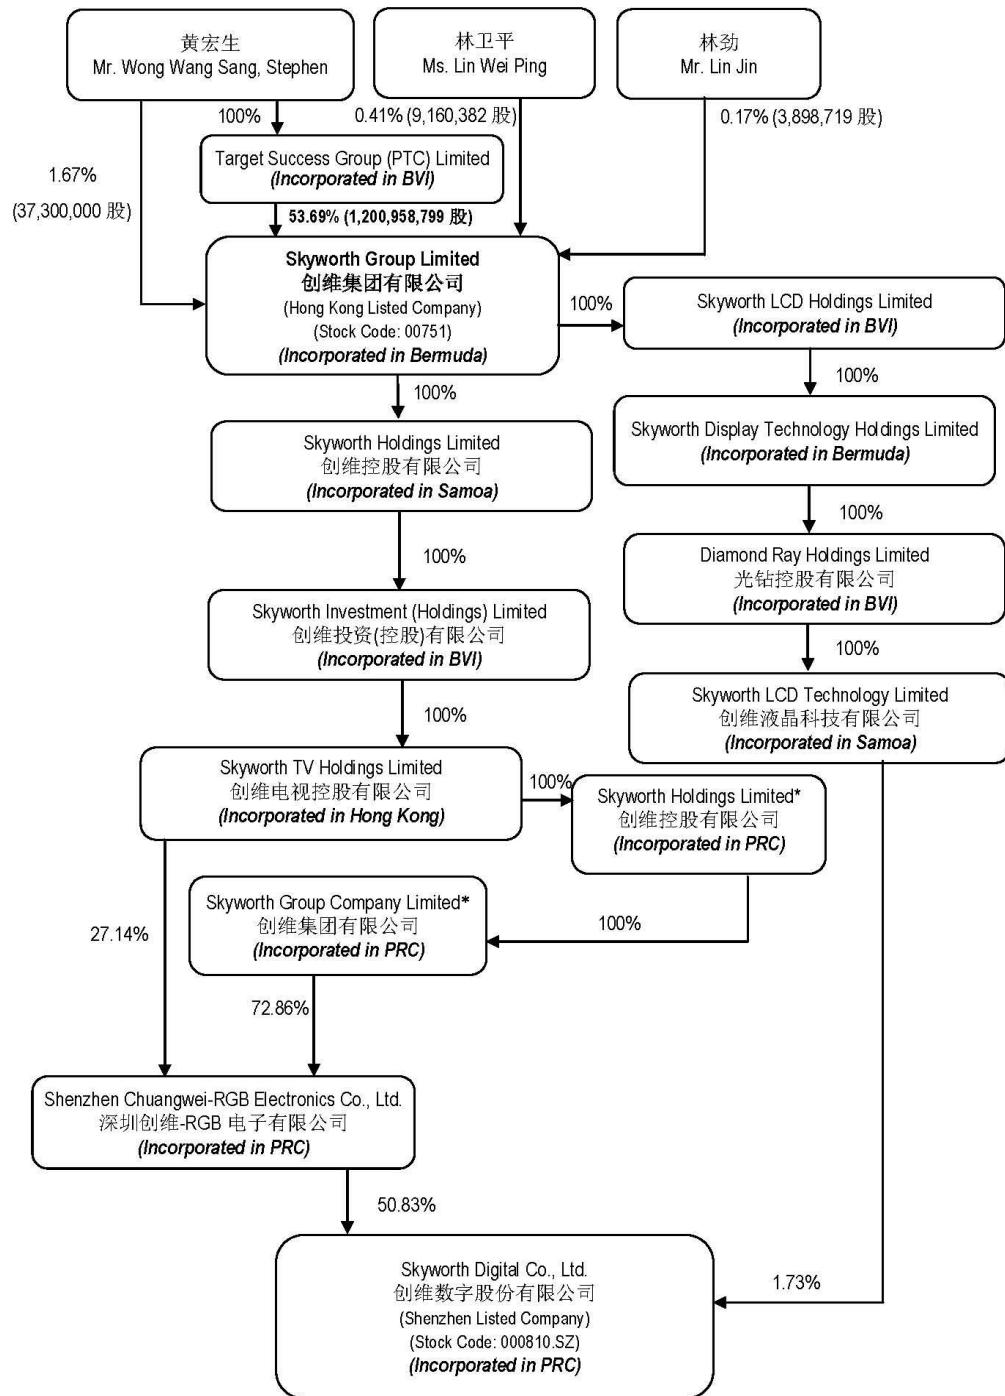 黄宏生
Mr. Wong Wang Sang, Stephen
林卫平
Ms. Lin Wei Ping
林劲
Mr. Lin Jin
100%
0.41% (9,160,382 股)
0.17% (3,898,719 股)
1.67%
(37,300,000 股)
Target Success Group (PTC) Limited
(Incorporated in BVI)
53.69% (1,200,958,799 股)
Skyworth Group Limited
创维集团有限公司
(Hong Kong Listed Company)
(Stock Code: 00751)
(Incorporated in Bermuda)
100%
Skyworth LCD Holdings Limited
(Incorporated in BVI)
100%
100%
Skyworth Holdings Limited
创维控股有限公司
(Incorporated in Samoa)
Skyworth Display Technology Holdings Limited
(Incorporated in Bermuda)
100%
100%
Skyworth Investment (Holdings) Limited
创维投资(控股)有限公司
(Incorporated in BVI)
Diamond Ray Holdings Limited
光钻控股有限公司
(Incorporated in BVI)
100%
100%
Skyworth LCD Technology Limited
创维液晶科技有限公司
(Incorporated in Samoa)
Skyworth TV Holdings Limited
创维电视控股有限公司
(Incorporated in Hong Kong)
100%
Skyworth Holdings Limited*
创维控股有限公司
(Incorporated in PRC)
100%
Skyworth Group Company Limited*
创维集团有限公司
(Incorporated in PRC)
27.14%
72.86%
Shenzhen Chuangwei-RGB Electronics Co., Ltd.
深圳创维-RGB 电子有限公司
(Incorporated in PRC)
50.83%
1.73%
Skyworth Digital Co., Ltd.
创维数字股份有限公司
(Shenzhen Listed Company)
(Stock Code: 000810.SZ)
(Incorporated in PRC)